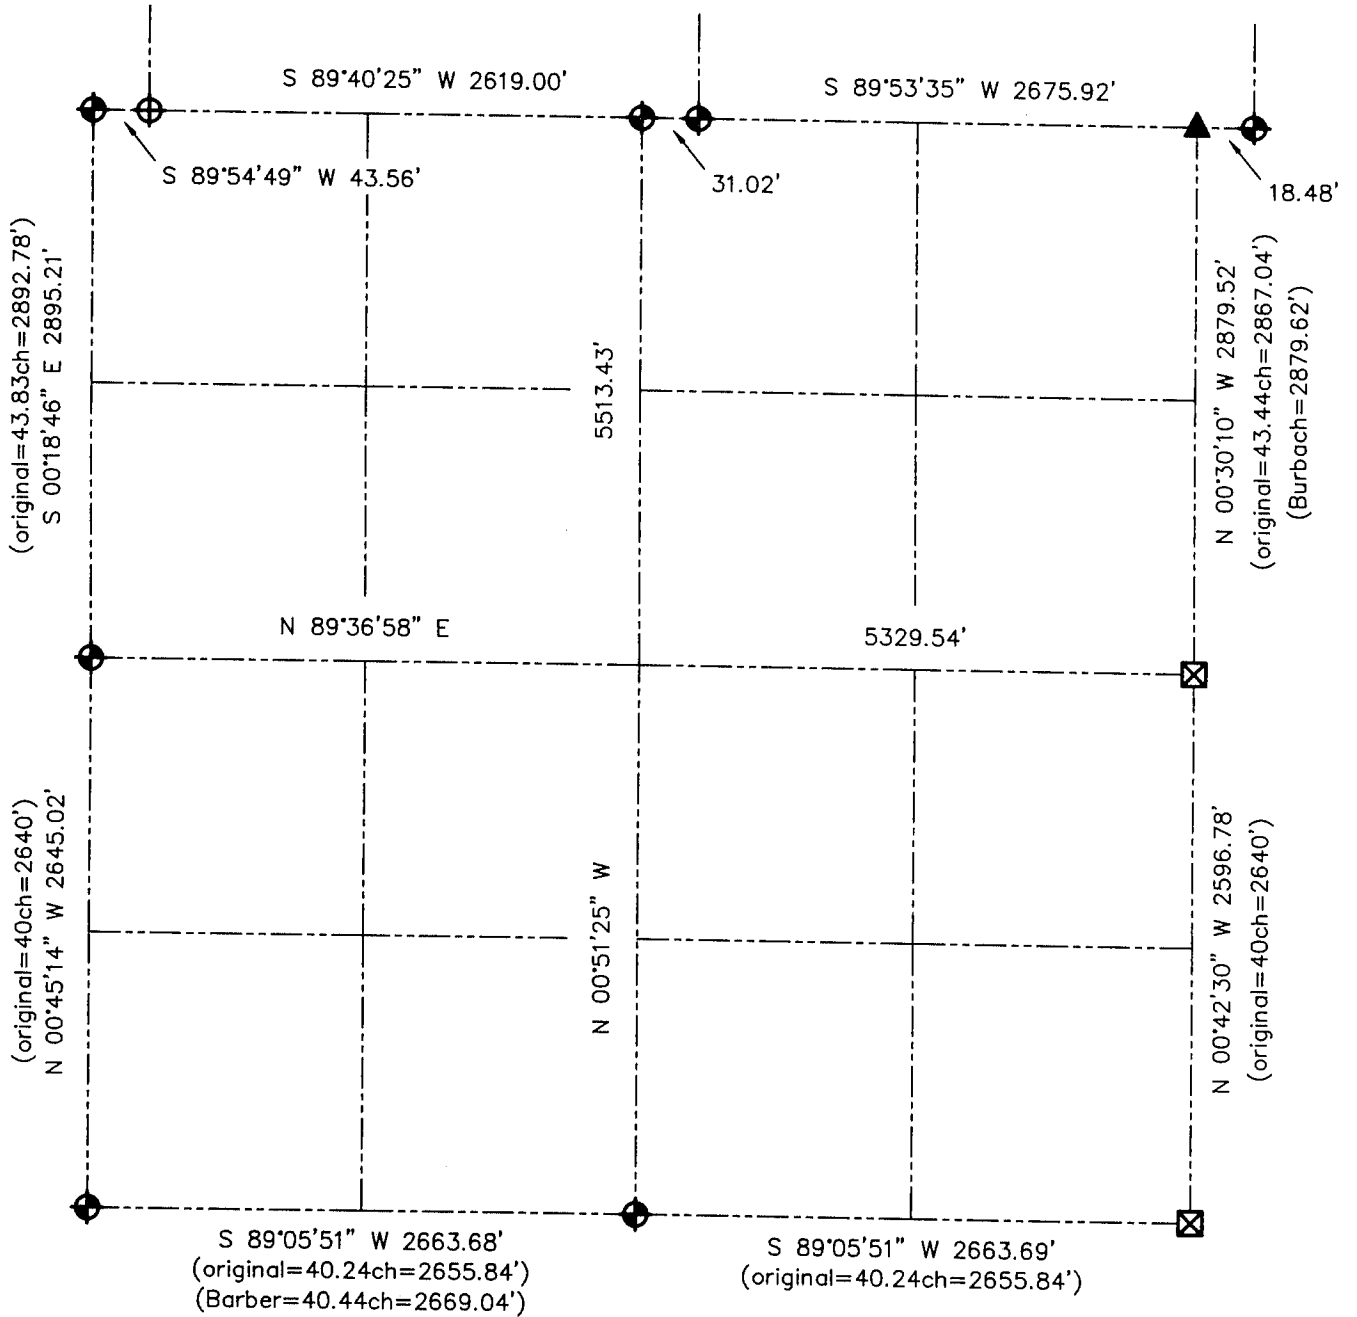 S 89°40'25" W 2619.00'
S 89°53'35" W 2675.92'
S 89°54'49" W 43.56'
31.02'
18.48'
(original=43.83ch=2892.78')
S 00°18'46" E 2895.21'
5513.43'
N 00°30'10" W 2879.52'
(original=43.44ch=2867.04')
(Burbach=2879.62')
N 89°36'58" E
5329.54'
(original=40ch=2640')
N 00°45'14" W 2645.02'
N 00°51'25" W
N 00°42'30" W 2596.78'
(original=40ch=2640')
S 89°05'51" W 2663.68'
(original=40.24ch=2655.84')
(Barber=40.44ch=2669.04')
S 89°05'51" W 2663.69'
(original=40.24ch=2655.84')